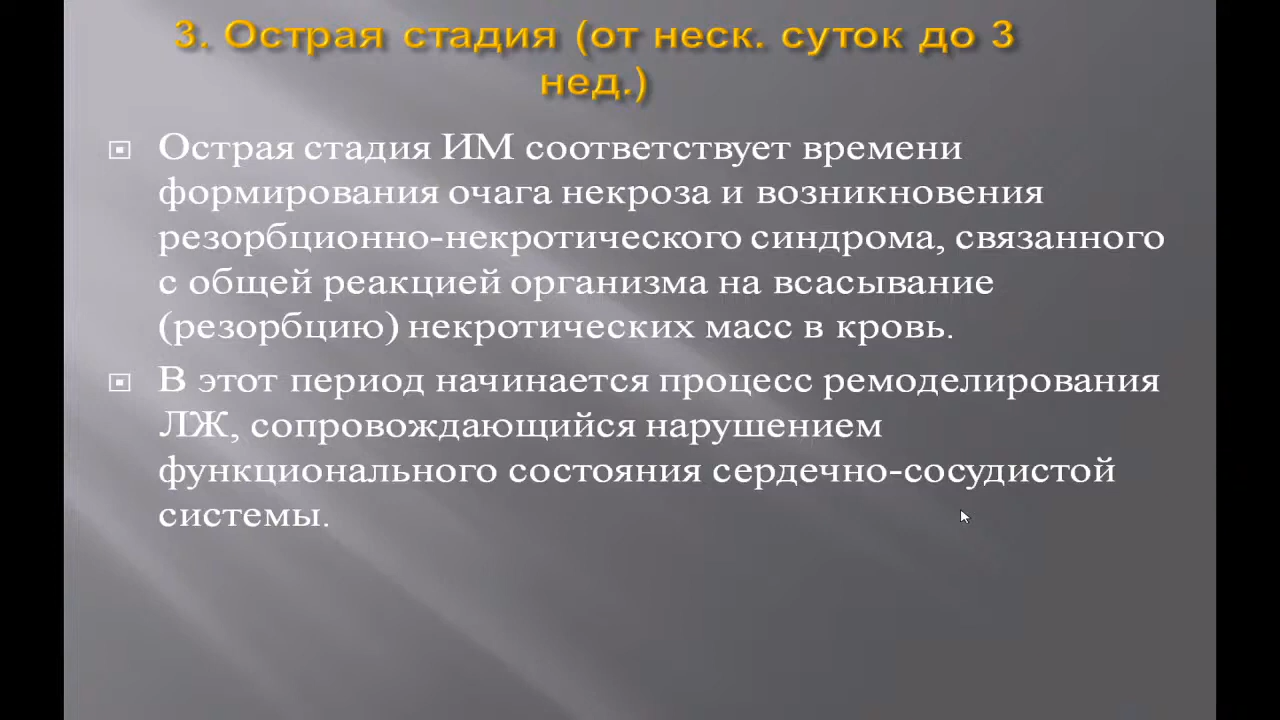 3. Острая стадия (от неск. суток до 3
нед.)
Острая стадия ИМ соответствует времени
формирования очага некроза и возникновения
резорбционно-некротического синдрома, связанного
с общей реакцией организма на всасывание
(резорбцию) некротических масс в кровь.
В этот период начинается процесс ремоделирования
ЛЖ, сопровождающийся нарушением
функционального состояния сердечно-сосудистой
системы.